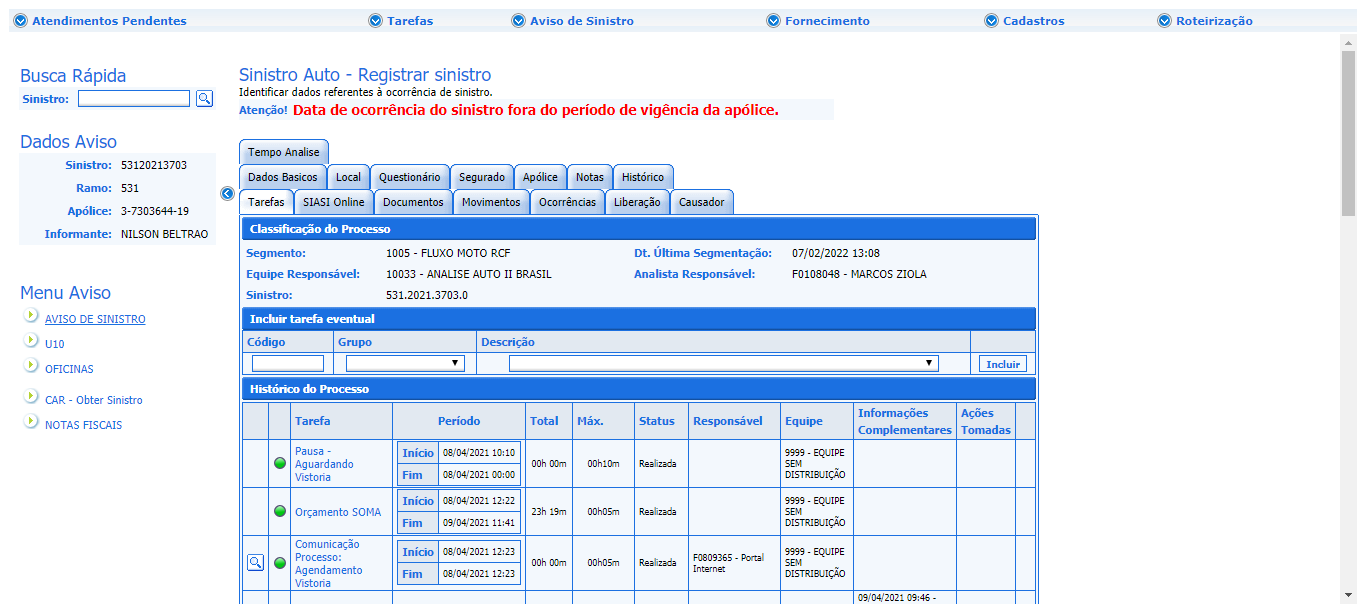 Atendimentos Pendentes Tarefas Aviso de Sinistro Fornecimento Cadastros Roteirização
Busca Rápida
Sinistro:
Dados Aviso
Sinistro: 53120213703
Ramo: 531
Apólice: 3-7303644-19
Informante: NILSON BELTRAO
Menu Aviso
AVISO DE SINISTRO
U10
OFICINAS
CAR - Obter Sinistro
NOTAS FISCAIS
Sinistro Auto - Registrar sinistro
Identificar dados referentes à ocorrência de sinistro.
Atenção! Data de ocorrência do sinistro fora do período de vigência da apólice.
Tempo Analise
Dados Basicos Local Questionário Segurado Apólice Notas Histórico
Tarefas SIASI Online Documentos Movimentos Ocorrências Liberação Causador
Classificação do Processo
Segmento: 1005 - FLUXO MOTO RCF Dt. Última Segmentação: 07/02/2022 13:08
Equipe Responsável: 10033 - ANALISE AUTO II BRASIL Analista Responsável: F0108048 - MARCOS ZIOLA
Sinistro: 531.2021.3703.0
Incluir tarefa eventual
Código Grupo Descrição
Incluir
Histórico do Processo
Tarefa Período Total Máx. Status Responsável Equipe Informações Complementares Ações Tomadas
Pausa -
Aguardando
Vistoria
Início 08/04/2021 10:10
Fim 08/04/2021 00:00
00h 00m 00h10m Realizada
9999 - EQUIPE
SEM
DISTRIBUIÇÃO
Orçamento SOMA
Início 08/04/2021 12:22
Fim 09/04/2021 11:41
23h 19m 00h05m Realizada
9999 - EQUIPE
SEM
DISTRIBUIÇÃO
Comunicação
Processo:
Agendamento
Vistoria
Início 08/04/2021 12:23
Fim 08/04/2021 12:23
00h 00m 00h05m Realizada
F0809365 - Portal
Internet
9999 - EQUIPE
SEM
DISTRIBUIÇÃO
09/04/2021 09:46 -